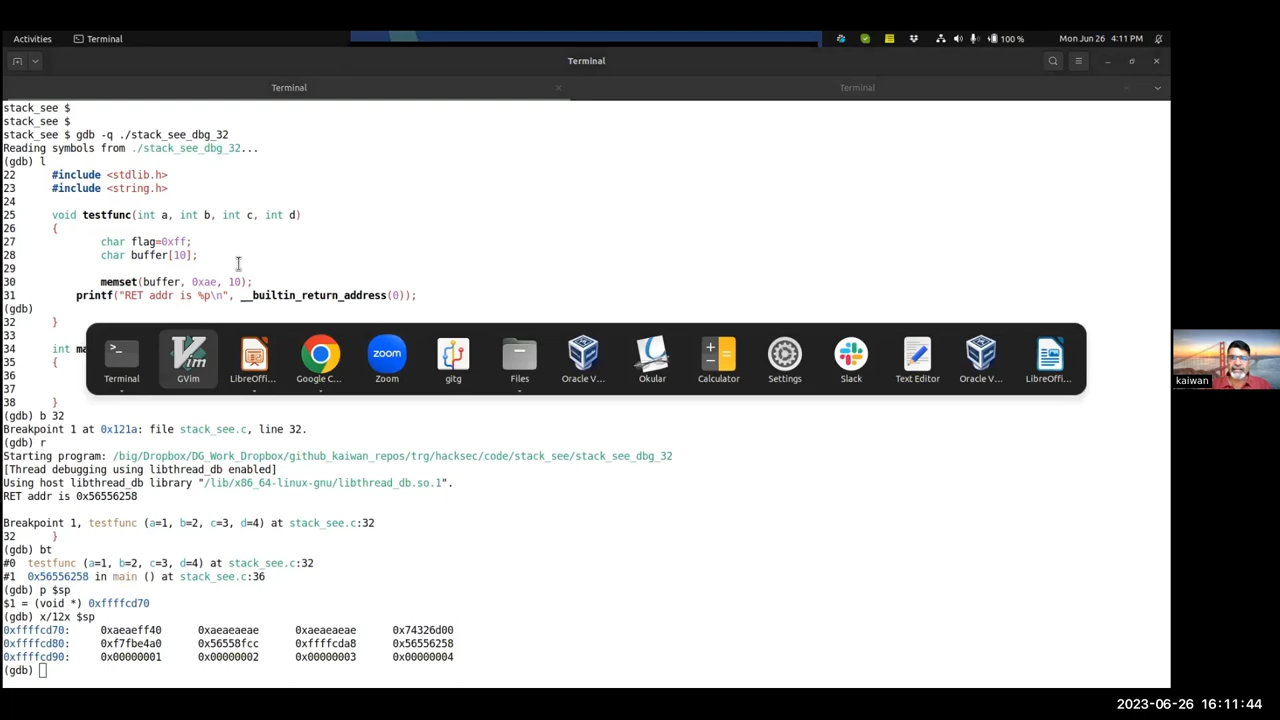 Activities Terminal 100 % Mon Jun 26 4:11 PM
Terminal
Terminal Terminal
stack_see $
stack_see $
stack_see $ gdb -q ./stack_see_dbg_32
Reading symbols from ./stack_see_dbg_32...
(gdb) l
22 #include <stdlib.h>
23 #include <string.h>
24
25 void testfunc(int a, int b, int c, int d)
26 {
27 char flag=0xff;
28 char buffer[10];
29
30 memset(buffer, 0xae, 10);
31 printf("RET addr is %p\n", __builtin_return_address(0));
(gdb)
32 }
33
34 int ma
35 {
36
37
38 }
Terminal GVim LibreOffi... Google C... Zoom gitg Files Oracle V... Okular Calculator Settings Slack Text Editor Oracle V... LibreOffi...
zoom
kaiwan
(gdb) b 32
Breakpoint 1 at 0x121a: file stack_see.c, line 32.
(gdb) r
Starting program: /big/Dropbox/DG_Work_Dropbox/github_kaiwan_repos/trg/hacksec/code/stack_see/stack_see_dbg_32
[Thread debugging using libthread_db enabled]
Using host libthread_db library "/lib/x86_64-linux-gnu/libthread_db.so.1".
RET addr is 0x56556258
Breakpoint 1, testfunc (a=1, b=2, c=3, d=4) at stack_see.c:32
32 }
(gdb) bt
#0 testfunc (a=1, b=2, c=3, d=4) at stack_see.c:32
#1 0x56556258 in main () at stack_see.c:36
(gdb) p $sp
$1 = (void *) 0xffffcd70
(gdb) x/12x $sp
0xffffcd70: 0xaeaeff40 0xaeaeaeae 0xaeaeaeae 0x74326d00
0xffffcd80: 0xf7fbe4a0 0x56558fcc 0xffffcda8 0x56556258
0xffffcd90: 0x00000001 0x00000002 0x00000003 0x00000004
(gdb)
2023-06-26 16:11:44